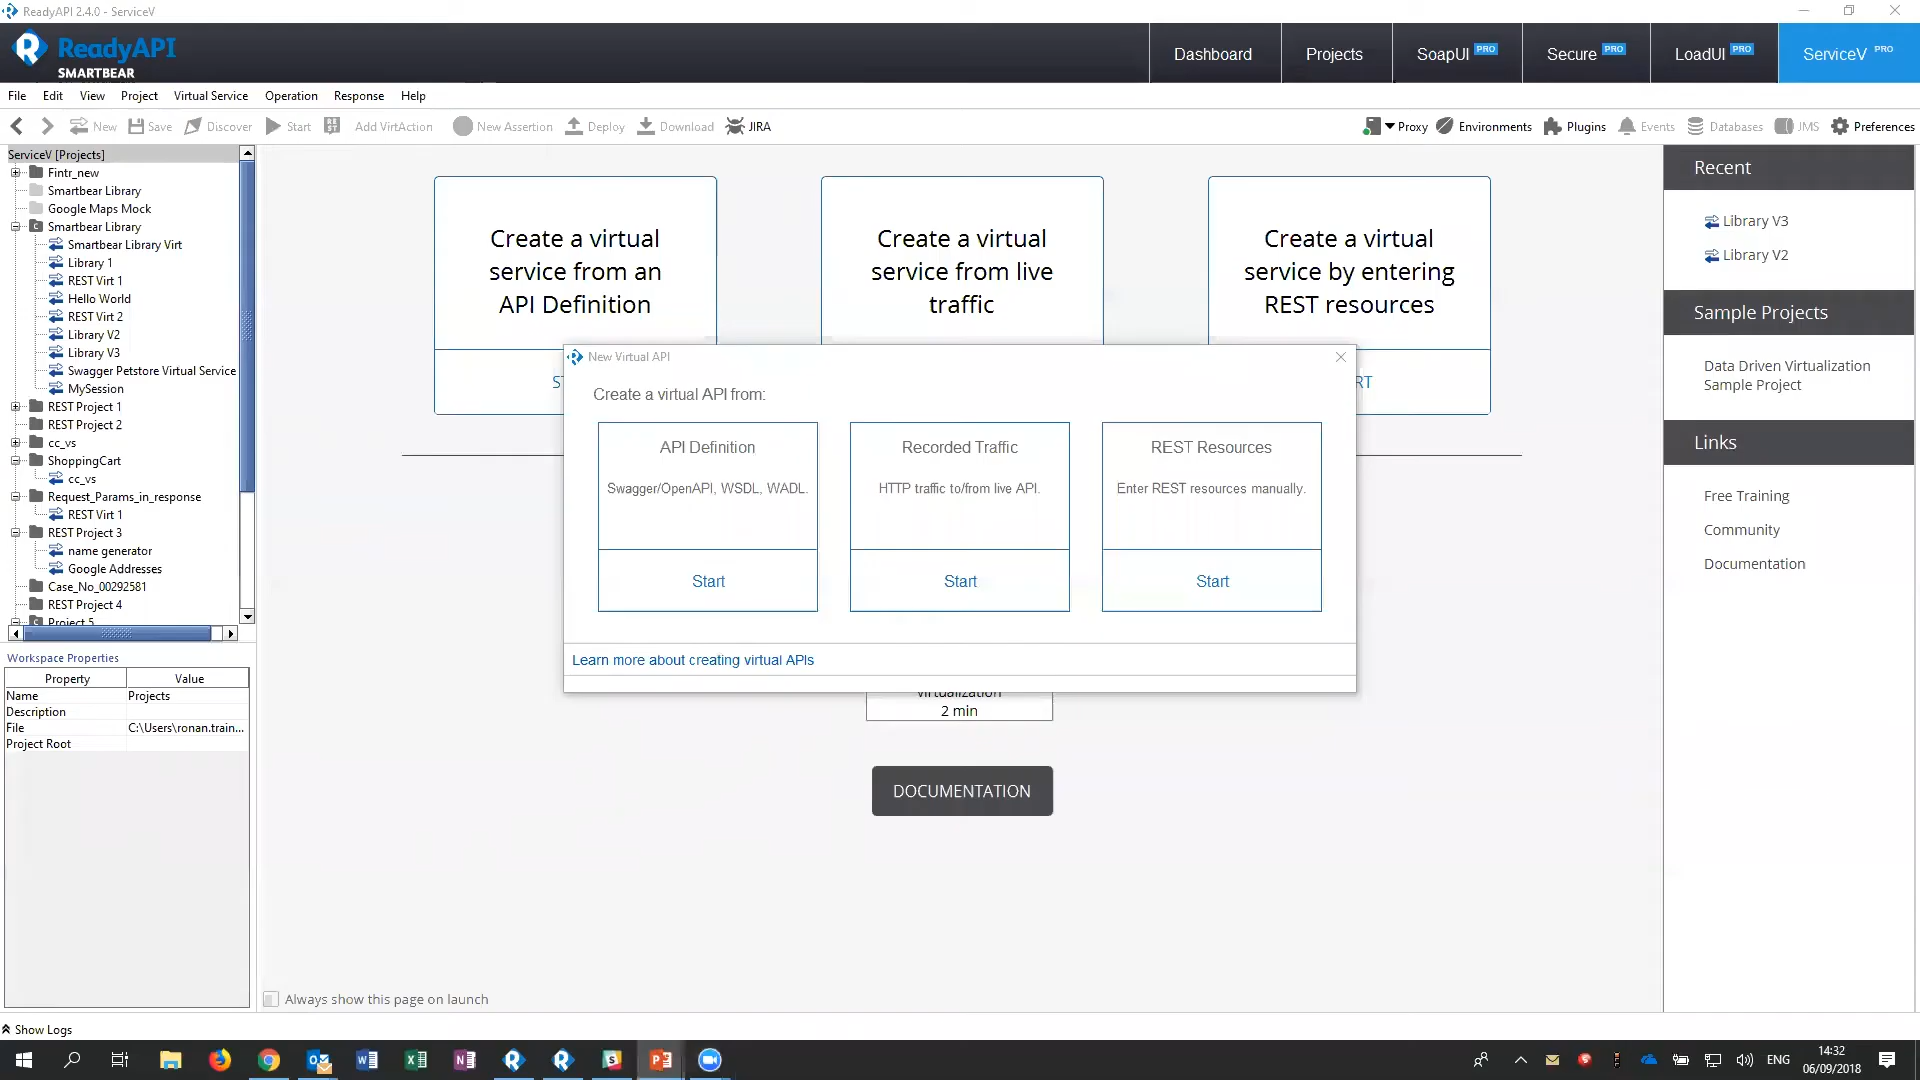 ReadyAPI 2.4.0 - ServiceV
ReadyAPI
SMARTBEAR
Dashboard
Projects
SoapUI PRO
Secure PRO
LoadUI PRO
ServiceV PRO
File Edit View Project Virtual Service Operation Response Help
New Save Discover Start Add VirtAction New Assertion Deploy Download JIRA
Proxy Environments Plugins Events Databases JMS Preferences
ServiceV [Projects]
Fintr_new
Smartbear Library
Google Maps Mock
Smartbear Library
Smartbear Library Virt
Library 1
REST Virt 1
Hello World
REST Virt 2
Library V2
Library V3
Swagger Petstore Virtual Service
MySession
REST Project 1
REST Project 2
cc_vs
ShoppingCart
cc_vs
Request_Params_in_response
REST Virt 1
REST Project 3
name generator
Google Addresses
Case_No_00292581
REST Project 4
Project 5
Workspace Properties
Property Value
Name Projects
Description
File C:\Users\ronan.train...
Project Root
Create a virtual
service from an
API Definition
Create a virtual
service from live
traffic
Create a virtual
service by entering
REST resources
New Virtual API
Create a virtual API from:
API Definition
Swagger/OpenAPI, WSDL, WADL.
Start
Recorded Traffic
HTTP traffic to/from live API.
Start
REST Resources
Enter REST resources manually.
Start
Learn more about creating virtual APIs
virtualization
2 min
DOCUMENTATION
Always show this page on launch
Recent
Library V3
Library V2
Sample Projects
Data Driven Virtualization
Sample Project
Links
Free Training
Community
Documentation
Show Logs
ENG
14:32
06/09/2018